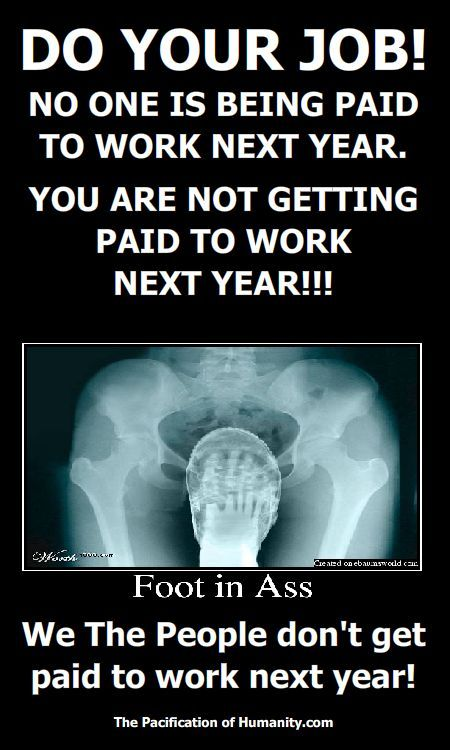 DO YOUR JOB!
NO ONE IS BEING PAID
TO WORK NEXT YEAR.
YOU ARE NOT GETTING
PAID TO WORK
NEXT YEAR!!!
Worth1000.com
Created on ebaumsworld.com
Foot in Ass
We The People don't get
paid to work next year!
The Pacification of Humanity.com